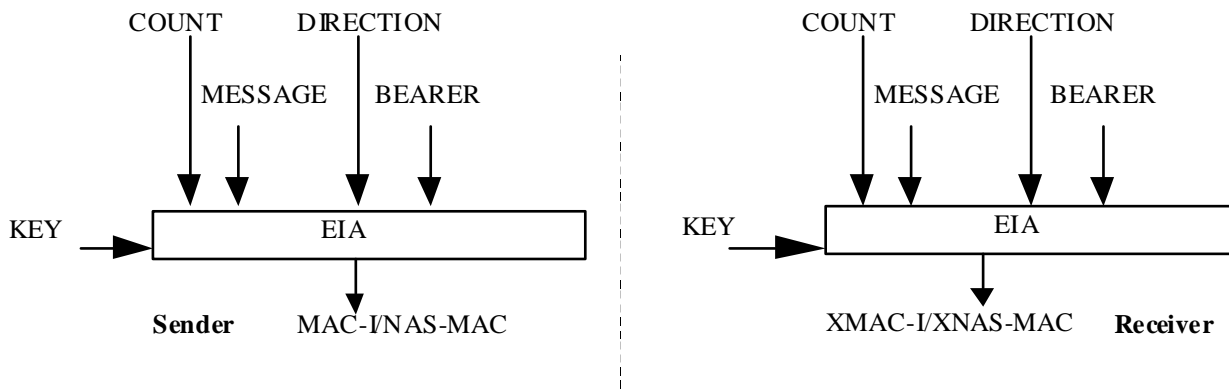 COUNT DIRECTION COUNT DIRECTION
MESSAGE BEARER MESSAGE BEARER
KEY EIA KEY EIA
Sender MAC-I/NAS-MAC XMAC-I/XNAS-MAC Receiver